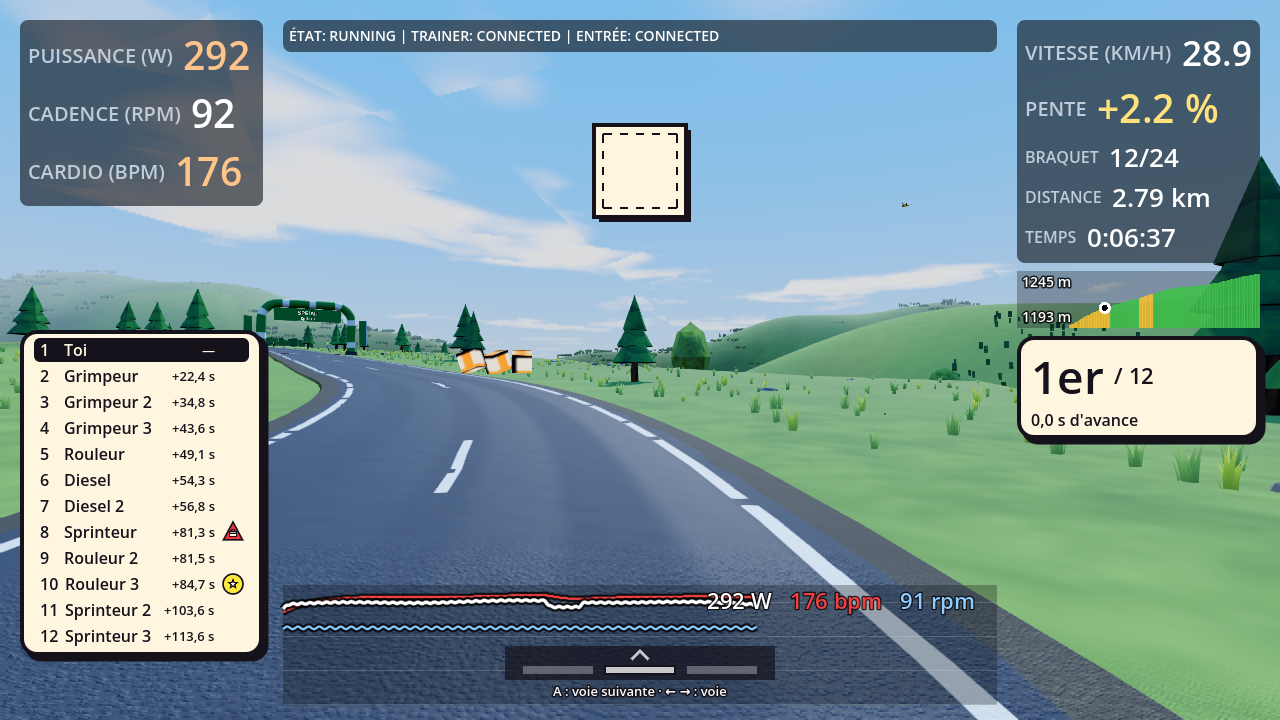 PUISSANCE (W) 292
CADENCE (RPM) 92
CARDIO (BPM) 176
ÉTAT: RUNNING | TRAINER: CONNECTED | ENTRÉE: CONNECTED
VITESSE (KM/H) 28.9
PENTE +2.2 %
BRAQUET 12/24
DISTANCE 2.79 km
TEMPS 0:06:37
1245 m
1193 m
1er / 12
0,0 s d'avance
SPRINT
1 Toi —
2 Grimpeur +22,4 s
3 Grimpeur 2 +34,8 s
4 Grimpeur 3 +43,6 s
5 Rouleur +49,1 s
6 Diesel +54,3 s
7 Diesel 2 +56,8 s
8 Sprinteur +81,3 s
9 Rouleur 2 +81,5 s
10 Rouleur 3 +84,7 s
11 Sprinteur 2 +103,6 s
12 Sprinteur 3 +113,6 s
292 W 176 bpm 91 rpm
A : voie suivante · ← → : voie